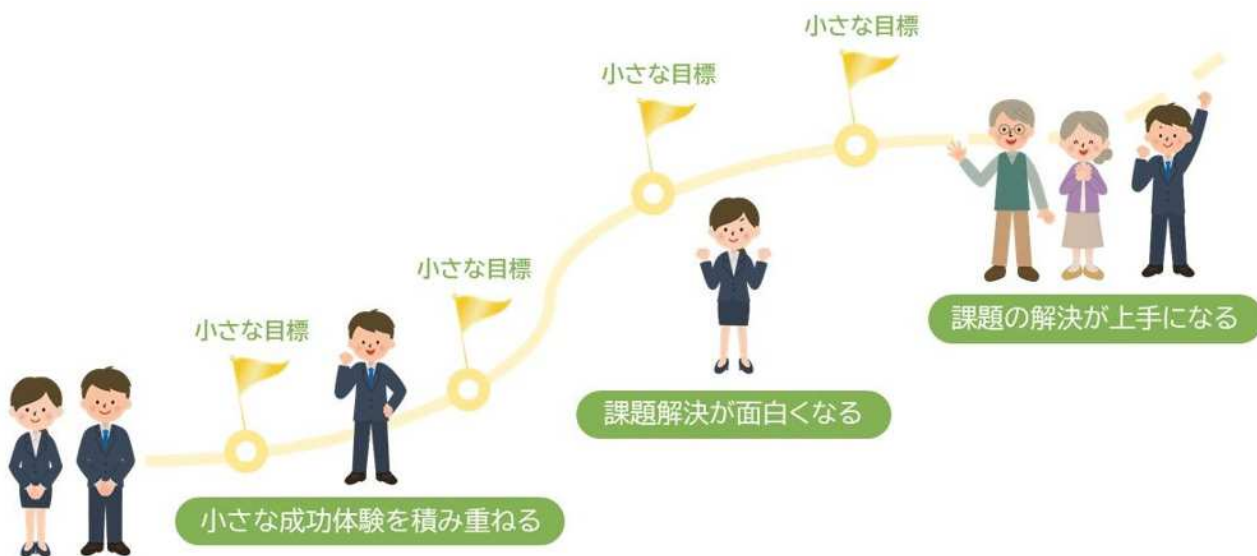 小さな目標
小さな目標
小さな目標
小さな目標
小さな成功体験を積み重ねる
課題解決が面白くなる
課題の解決が上手になる